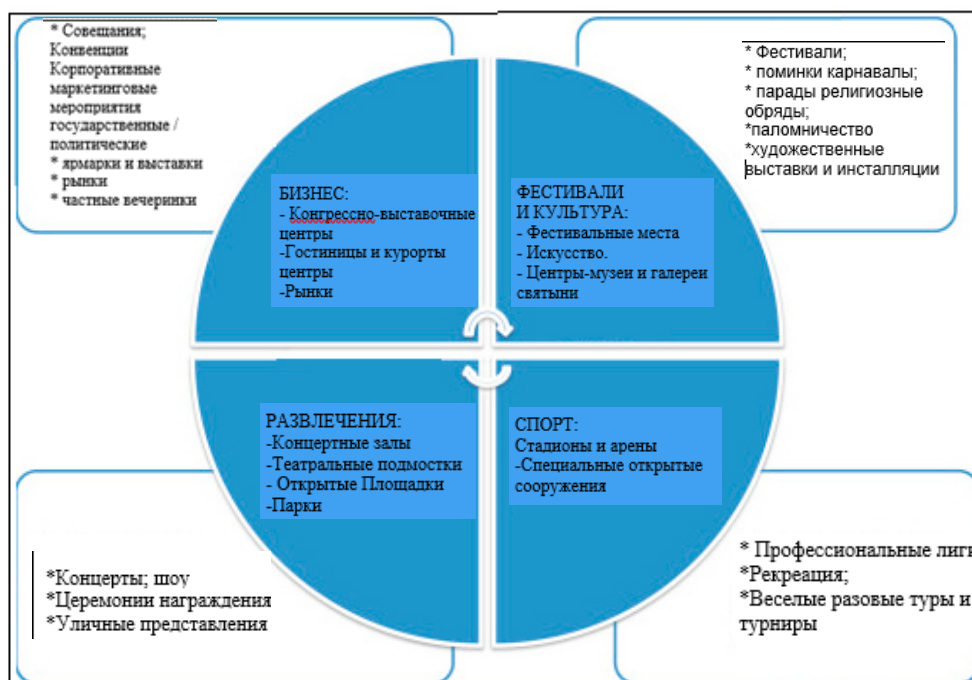 * Совещания;
Конвенции
Корпоративные
маркетинговые
мероприятия
государственные /
политические
* ярмарки и выставки
* рынки
* частные вечеринки
* Фестивали;
* поминки карнавалы;
* парады религиозные
обряды;
*паломничество
*художественные
выставки и инсталляции
БИЗНЕС:
- Конгрессно-выставочные
центры
-Гостиницы и курорты
центры
-Рынки
ФЕСТИВАЛИ
И КУЛЬТУРА:
- Фестивальные места
- Искусство.
- Центры-музеи и галереи
святыни
РАЗВЛЕЧЕНИЯ:
-Концертные залы
-Театральные подмостки
- Открытые Площадки
-Парки
СПОРТ:
Стадионы и арены
-Специальные открытые
сооружения
*Концерты; шоу
*Церемонии награждения
*Уличные представления
* Профессиональные лиги
*Рекреация;
*Веселые разовые туры и
турниры